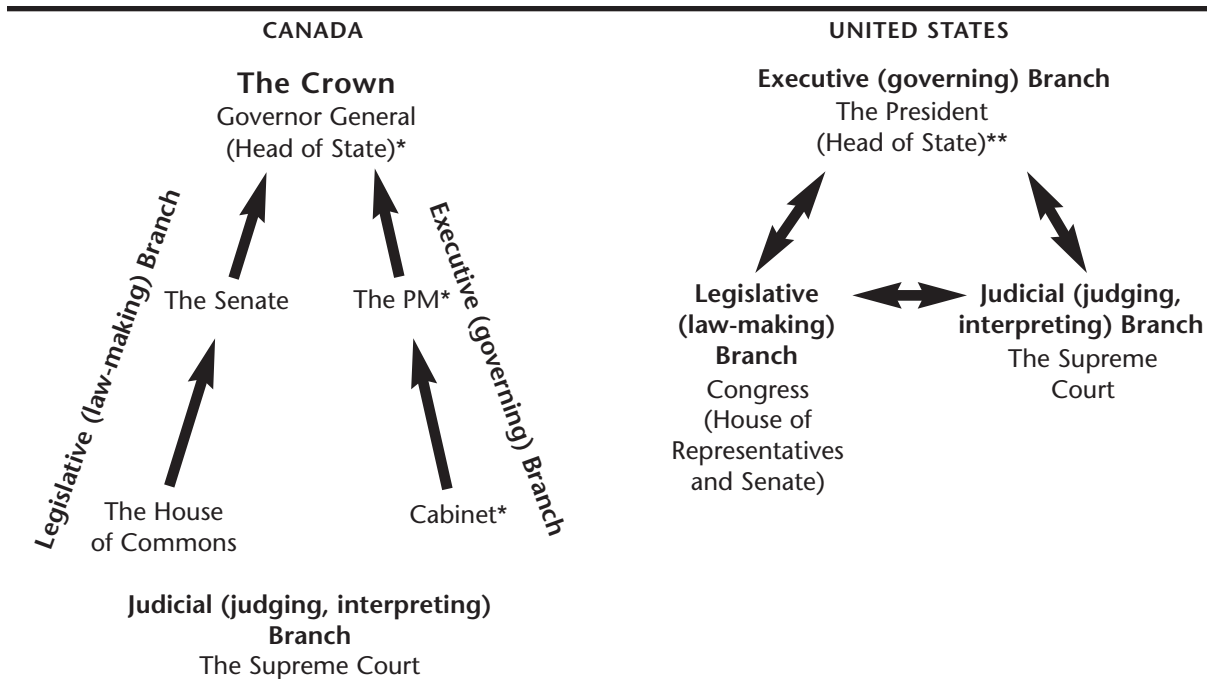 CANADA
The Crown
Governor General
(Head of State)*
Legislative (law-making) Branch
Executive (governing) Branch
The Senate
The PM*
The House
of Commons
Cabinet*
Judicial (judging, interpreting)
Branch
The Supreme Court
UNITED STATES
Executive (governing) Branch
The President
(Head of State)**
Legislative
(law-making)
Branch
Congress
(House of
Representatives
and Senate)
Judicial (judging,
interpreting) Branch
The Supreme
Court